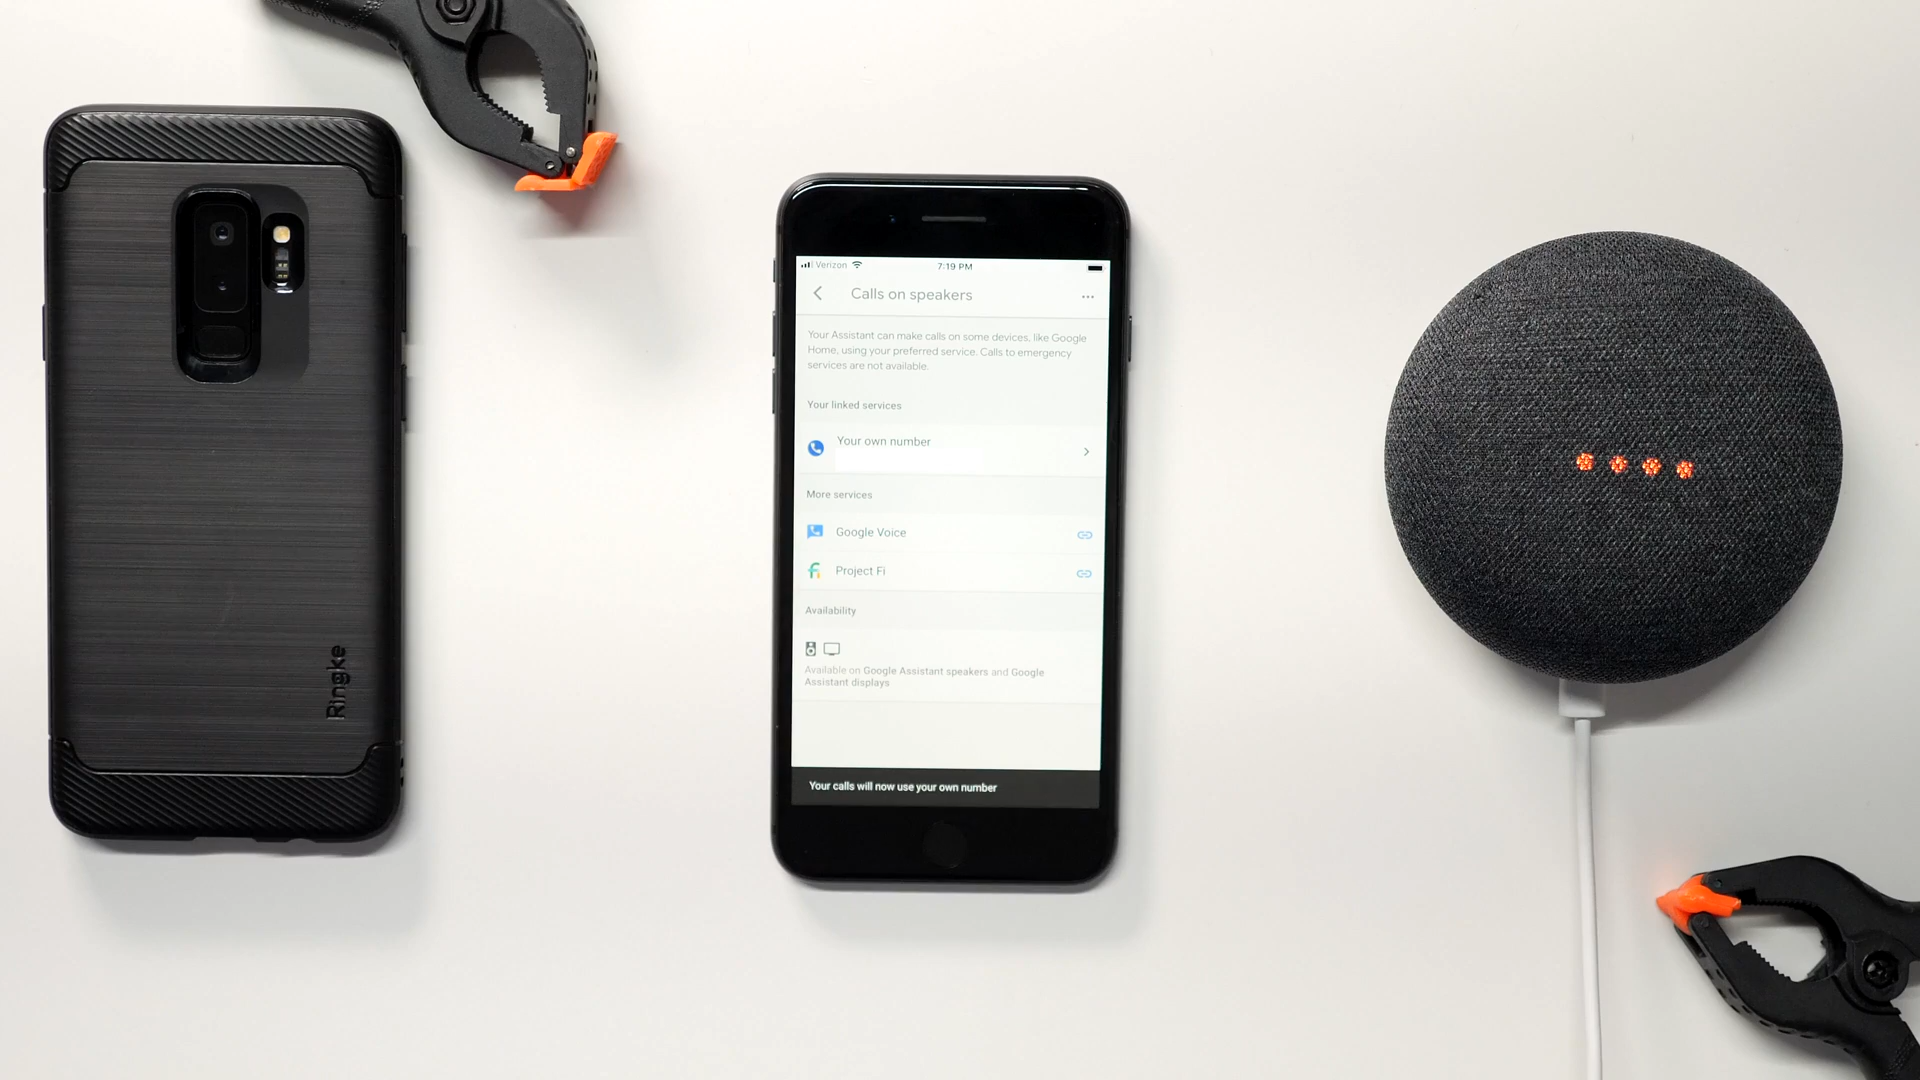 Ringke
Verizon
7:19 PM
Calls on speakers
Your Assistant can make calls on some devices, like Google
Home, using your preferred service. Calls to emergency
services are not available.
Your linked services
Your own number
More services
Google Voice
Project Fi
Availability
Available on Google Assistant speakers and Google
Assistant displays
Your calls will now use your own number